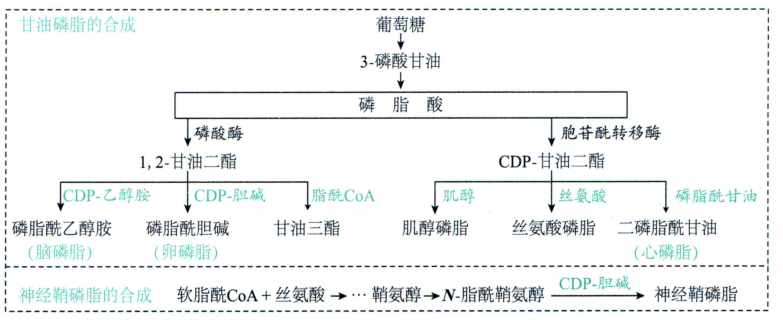 甘油磷脂的合成
葡萄糖
3-磷酸甘油
磷脂酸
磷酸酶 胞苷酰转移酶
1,2-甘油二酯 CDP-甘油二酯
CDP-乙醇胺 CDP-胆碱 脂酰CoA 肌醇 丝氨酸 磷脂酰甘油
磷脂酰乙醇胺 磷脂酰胆碱 甘油三酯 肌醇磷脂 丝氨酸磷脂 二磷脂酰甘油
(脑磷脂) (卵磷脂) (心磷脂)
CDP-胆碱
神经鞘磷脂的合成 软脂酰CoA+丝氨酸→→…鞘氨醇→N-脂酰鞘氨醇→神经鞘磷脂